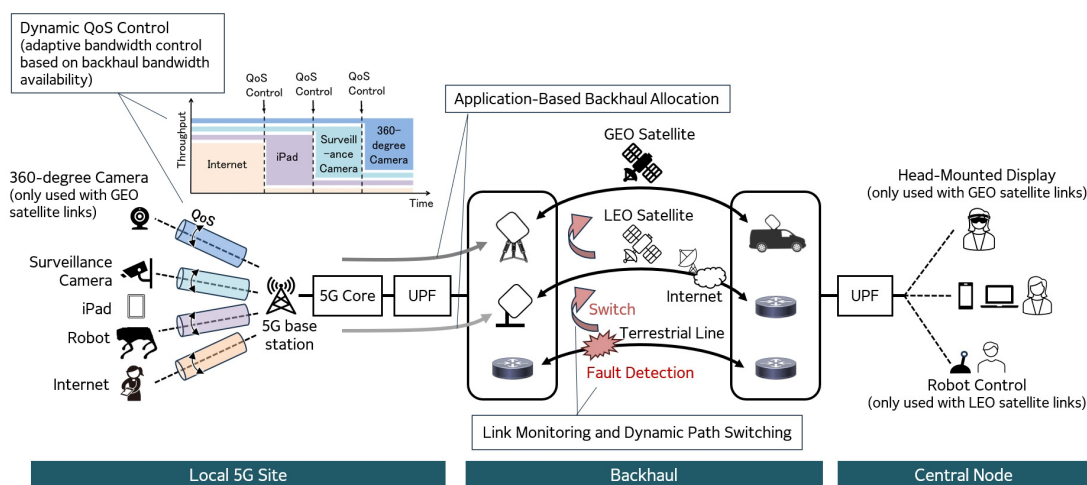 Dynamic QoS Control
(adaptive bandwidth control
based on backhaul bandwidth
availability)
QoS
Control
QoS
Control
QoS
Control
Throughput
Internet
iPad
Surveill
-ance
Camera
360-
degree
Camera
Time
Application-Based Backhaul Allocation
360-degree Camera
(only used with GEO
satellite links)
QoS
Surveillance
Camera
iPad
Robot
Internet
5G base
station
5G Core
UPF
GEO Satellite
LEO Satellite
Internet
Switch
Terrestrial Line
Fault Detection
Link Monitoring and Dynamic Path Switching
UPF
Head-Mounted Display
(only used with GEO satellite links)
Robot Control
(only used with LEO satellite links)
Local 5G Site
Backhaul
Central Node